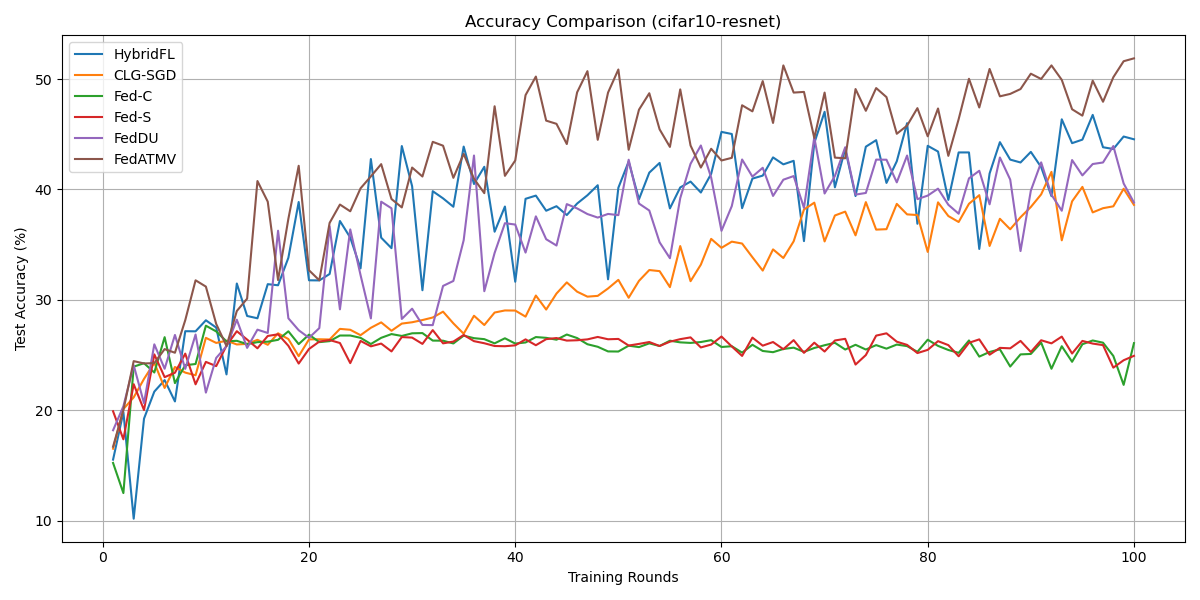 Accuracy Comparison (cifar10-resnet)
HybridFL
CLG-SGD
Fed-C
Fed-S
FedDU
FedATMV
Test Accuracy (%)
50
40
30
20
10
0 20 40 60 80 100
Training Rounds